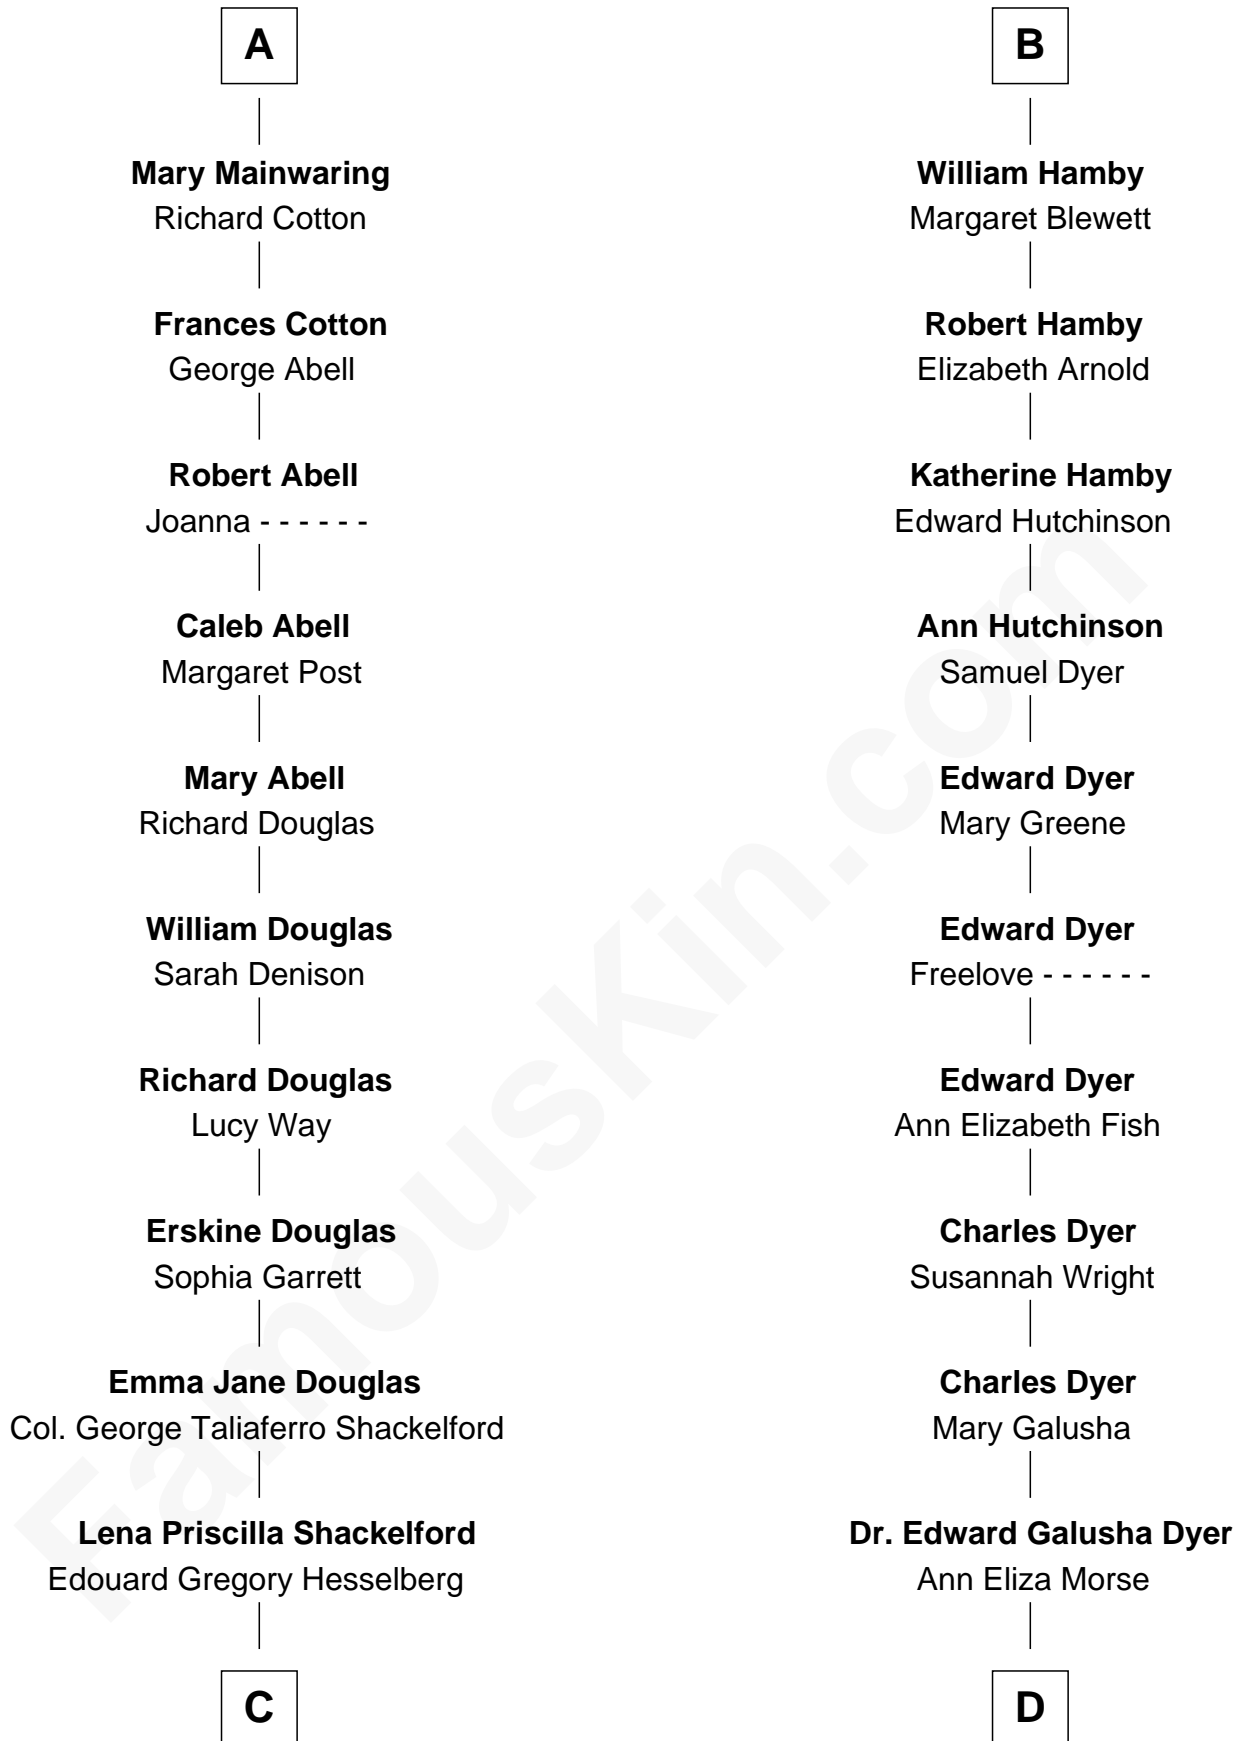 A
Mary Mainwaring
Richard Cotton
Frances Cotton
George Abell
Robert Abell
Joanna - - - - - -
Caleb Abell
Margaret Post
Mary Abell
Richard Douglas
William Douglas
Sarah Denison
Richard Douglas
Lucy Way
Erskine Douglas
Sophia Garrett
Emma Jane Douglas
Col. George Taliaferro Shackelford
Lena Priscilla Shackelford
Edouard Gregory Hesselberg
C
B
William Hamby
Margaret Blewett
Robert Hamby
Elizabeth Arnold
Katherine Hamby
Edward Hutchinson
Ann Hutchinson
Samuel Dyer
Edward Dyer
Mary Greene
Edward Dyer
Freelove - - - - - -
Edward Dyer
Ann Elizabeth Fish
Charles Dyer
Susannah Wright
Charles Dyer
Mary Galusha
Dr. Edward Galusha Dyer
Ann Eliza Morse
D
FamousKin.com